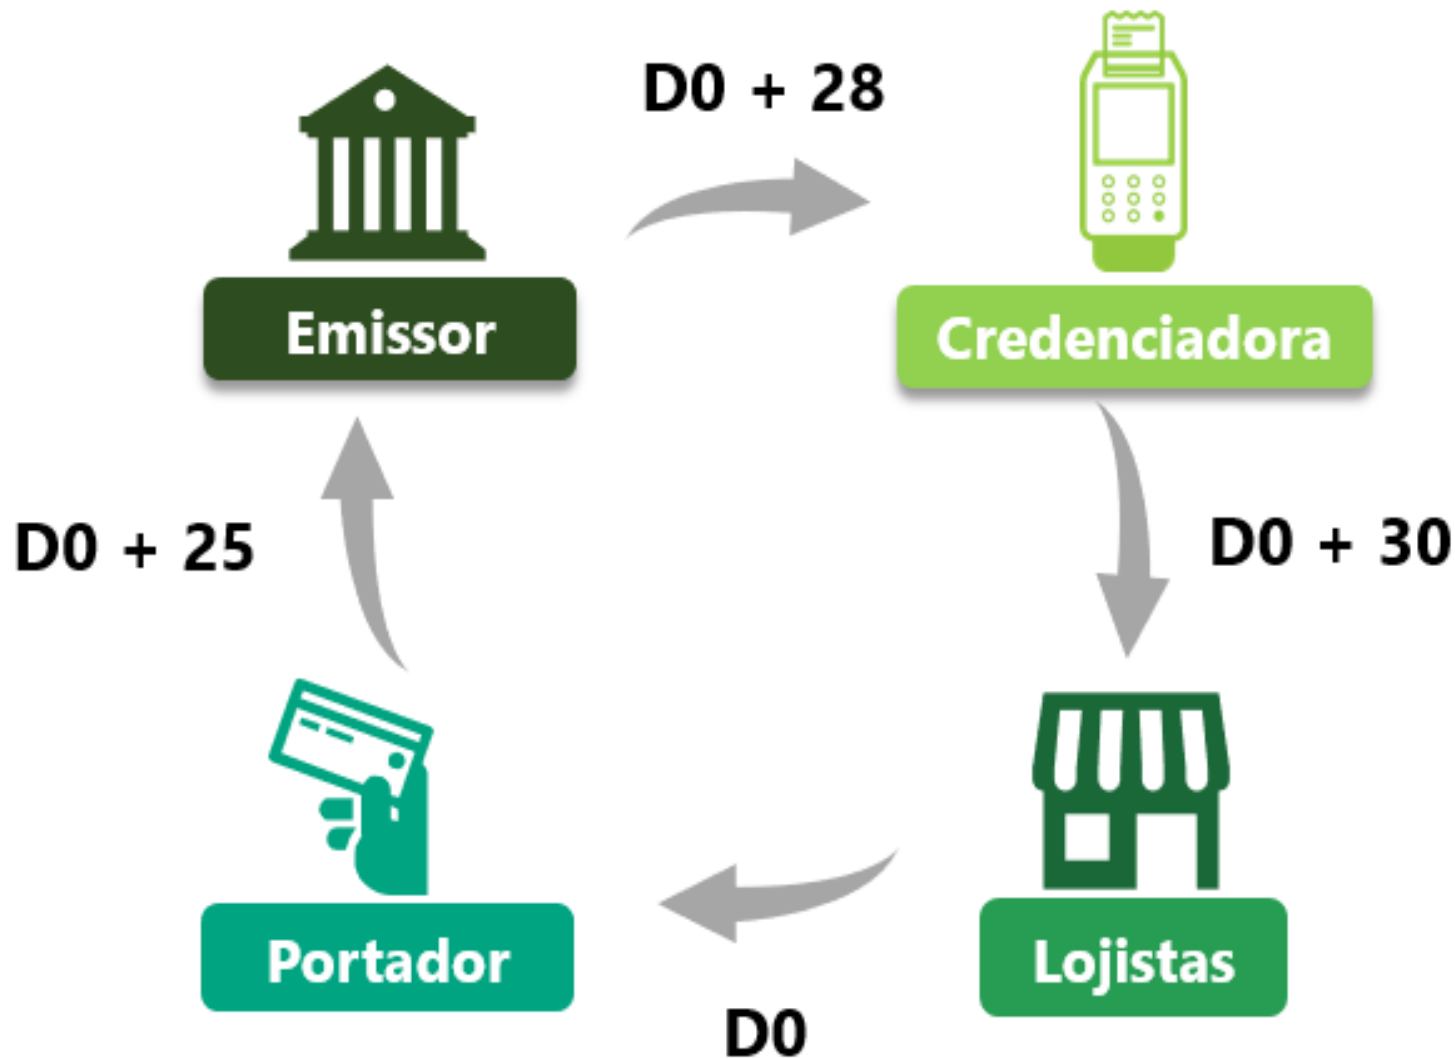 D0 + 28
Emissor
Credenciadora
D0 + 25
D0 + 30
Portador
Lojistas
D0